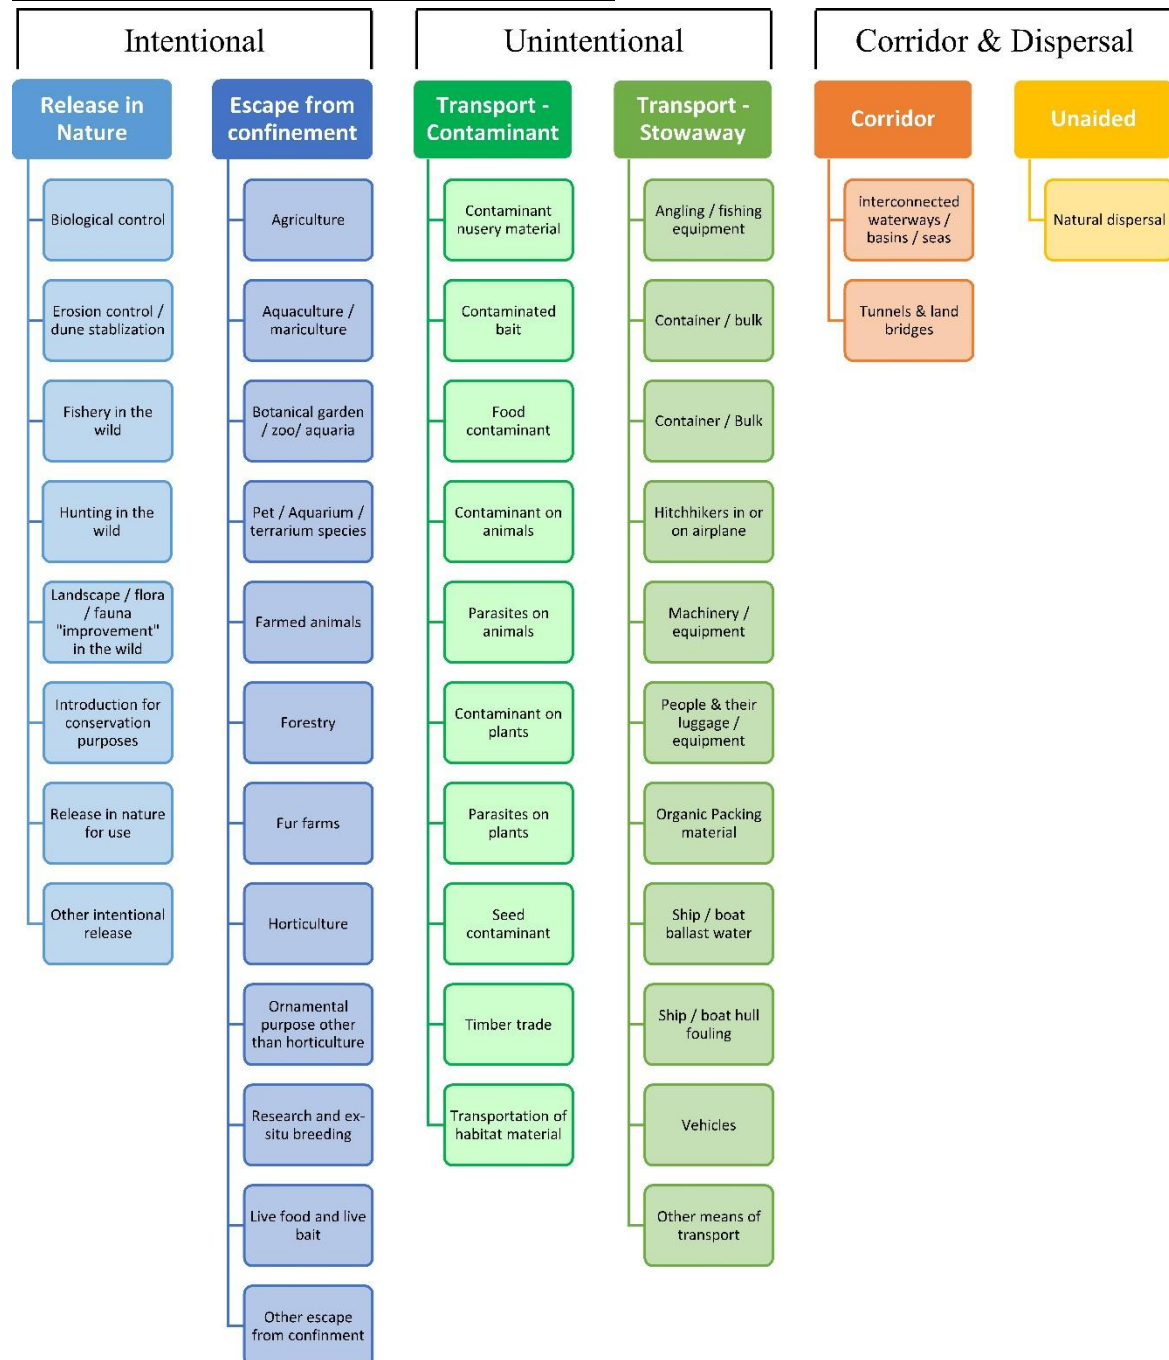 Intentional
Unintentional
Corridor & Dispersal
Release in
Nature
Biological control
Erosion control /
dune stablization
Fishery in the
wild
Hunting in the
wild
Landscape / flora
/ fauna
"improvement"
in the wild
Introduction for
conservation
purposes
Release in nature
for use
Other intentional
release
Escape from
confinement
Agriculture
Aquaculture /
mariculture
Botanical garden
/ zoo/ aquaria
Pet / Aquarium /
terrarium species
Farmed animals
Forestry
Fur farms
Horticulture
Ornamental
purpose other
than horticulture
Research and ex-
situ breeding
Live food and live
bait
Other escape
from confinment
Transport -
Contaminant
Contaminant
nusery material
Contaminated
bait
Food
contaminant
Contaminant on
animals
Parasites on
animals
Contaminant on
plants
Parasites on
plants
Seed
contaminant
Timber trade
Transportation of
habitat material
Transport -
Stowaway
Angling / fishing
equipment
Container / bulk
Container / Bulk
Hitchhikers in or
on airplane
Machinery /
equipment
People & their
luggage /
equipment
Organic Packing
material
Ship / boat
ballast water
Ship / boat hull
fouling
Vehicles
Other means of
transport
Corridor
interconnected
waterways /
basins / seas
Tunnels & land
bridges
Unaided
Natural dispersal